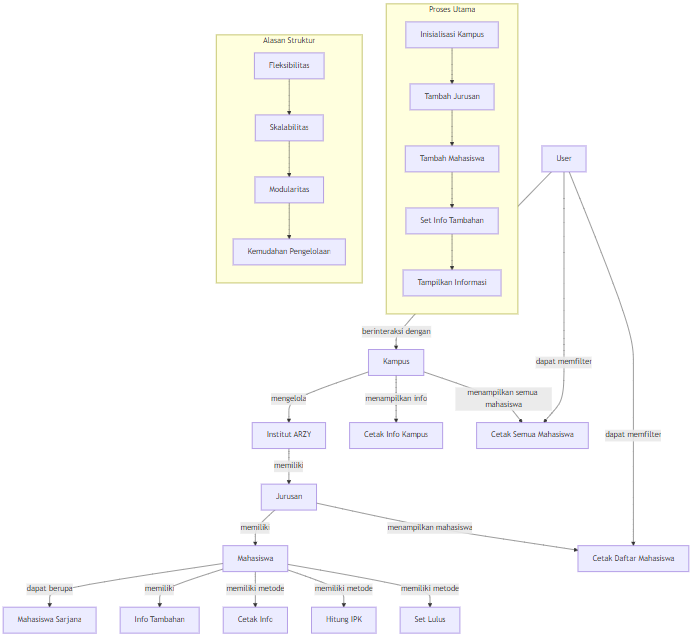 Proses Utama
Inisialisasi Kampus
Alasan Struktur
Fleksibilitas
Tambah Jurusan
Skalabilitas
Tambah Mahasiswa
User
Modularitas
Set Info Tambahan
Kemudahan Pengelolaan
Tampilkan Informasi
berinteraksi dengan
Kampus
dapat memfilter
mengelola
menampilkan info
menampilkan semua
mahasiswa
Institut ARZY
Cetak Info Kampus
Cetak Semua Mahasiswa
dapat memfilter
memiliki
Jurusan
memiliki
menampilkan mahasiswa
Mahasiswa
Cetak Daftar Mahasiswa
dapat berupa
memiliki
memiliki metode
memiliki metode
memiliki metode
Mahasiswa Sarjana
Info Tambahan
Cetak Info
Hitung IPK
Set Lulus